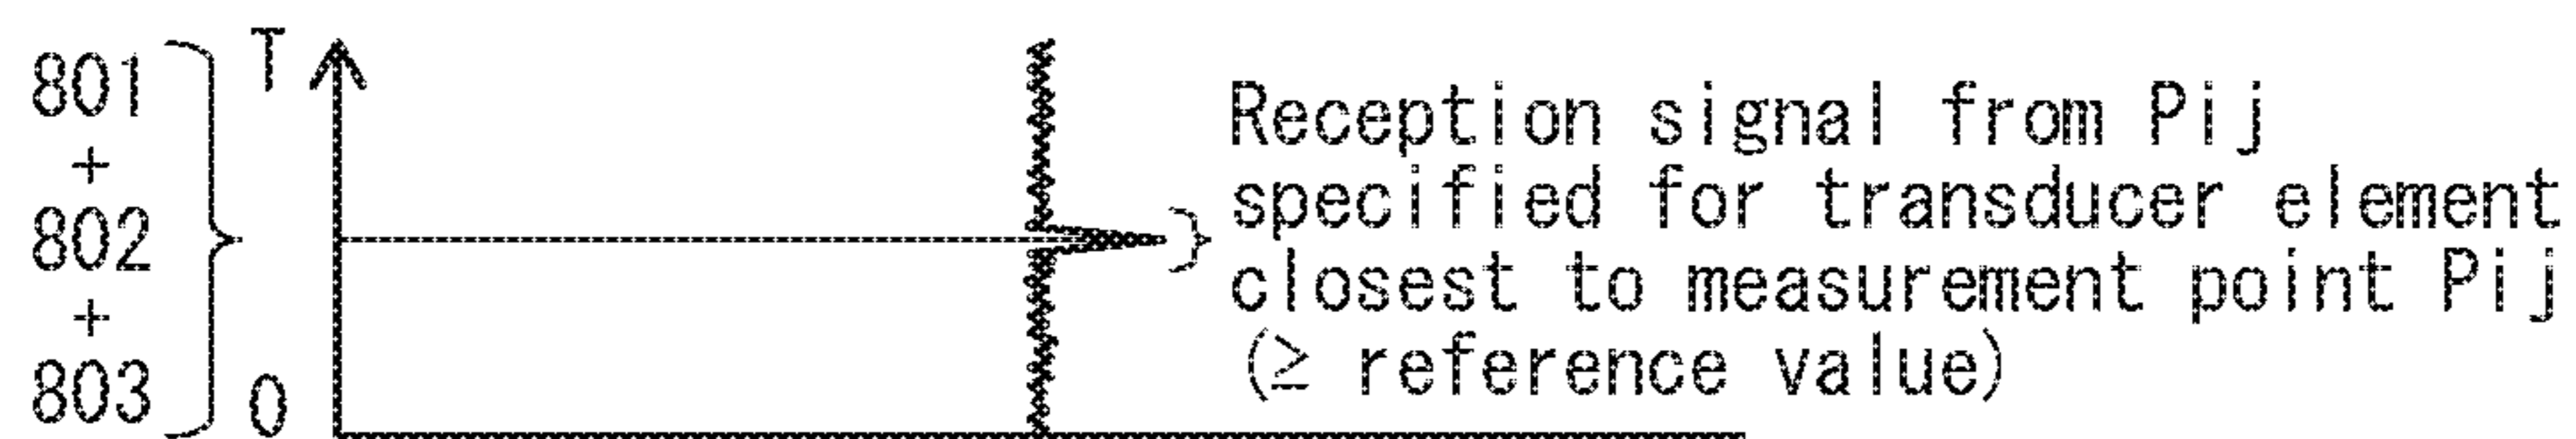 801
+
802
+
803
T
0
Reception signal from Pij
specified for transducer element
closest to measurement point Pij
(≥ reference value)